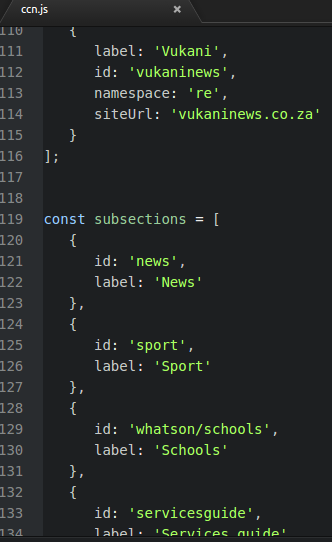 ccn.js ×
110 {
111 label: 'Vukani',
112 id: 'vukaninews',
113 namespace: 're',
114 siteUrl: 'vukaninews.co.za'
115 }
116 ];
117
118
119 const subsections = [
120 {
121 id: 'news',
122 label: 'News'
123 },
124 {
125 id: 'sport',
126 label: 'Sport'
127 },
128 {
129 id: 'whatson/schools',
130 label: 'Schools'
131 },
132 {
133 id: 'servicesguide',
134 label: 'Services guide'